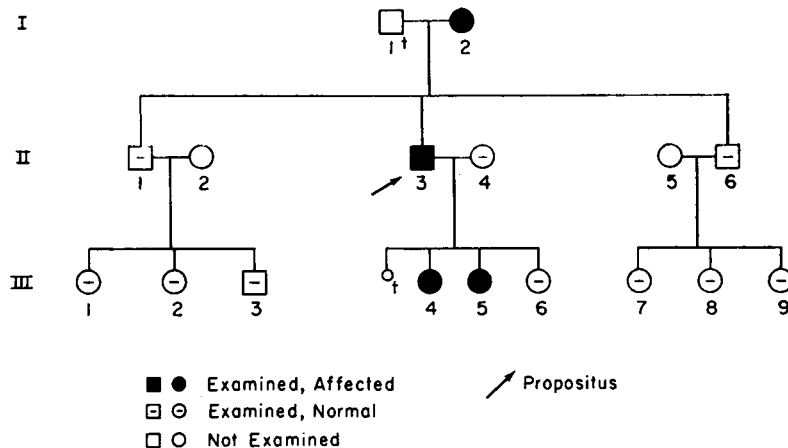 I
1 t 2
II
1 2 3 4 5 6
III
1 2 3 t 4 5 6 7 8 9
Examined, Affected
Propositus
Examined, Normal
Not Examined